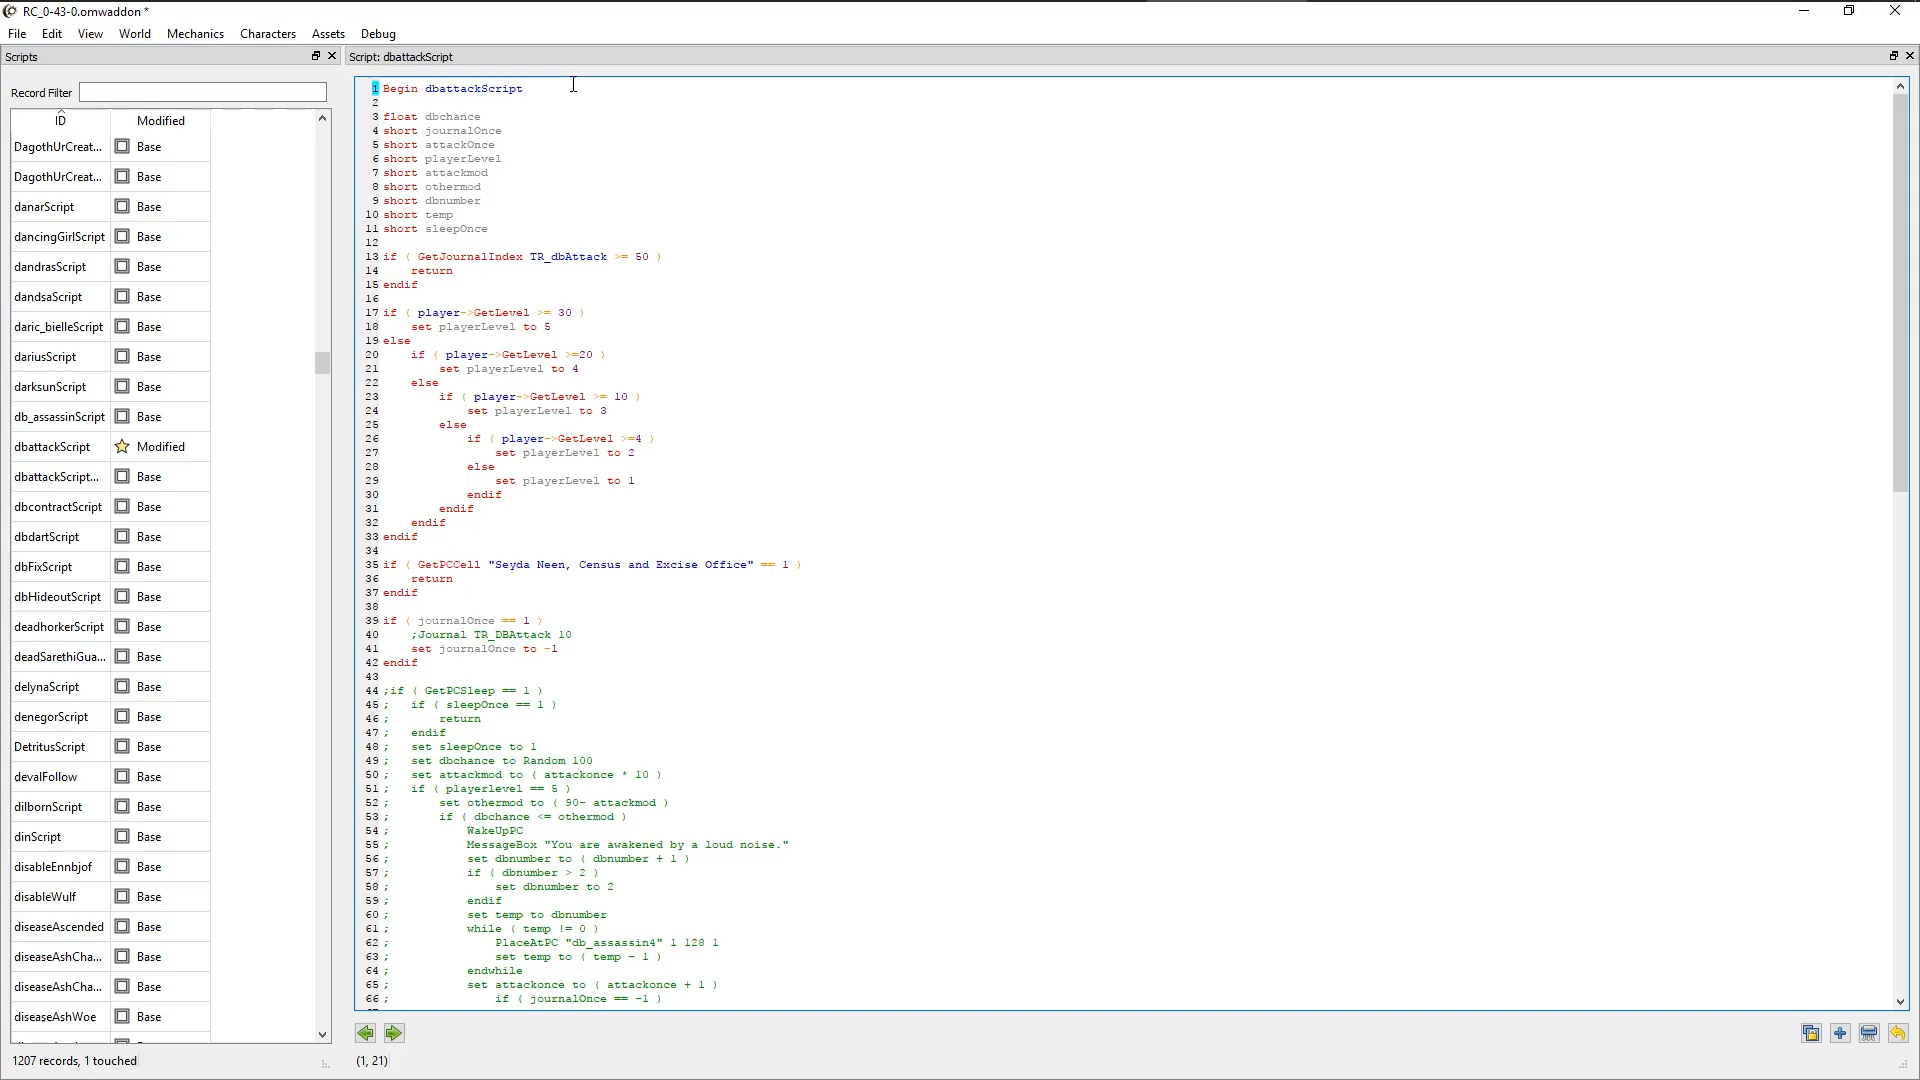 RC_0-43-0.omwaddon *
File Edit View World Mechanics Characters Assets Debug
Scripts
Record Filter
ID Modified
DagothUrCreat... Base
DagothUrCreat... Base
danarScript Base
dancingGirlScript Base
dandrasScript Base
dandsaScript Base
daric_bielleScript Base
dariusScript Base
darksunScript Base
db_assassinScript Base
dbattackScript Modified
dbattackScript... Base
dbcontractScript Base
dbdartScript Base
dbFixScript Base
dbHideoutScript Base
deadhorkerScript Base
deadSarethiGua... Base
delynaScript Base
denegorScript Base
DetritusScript Base
devalFollow Base
dilbornScript Base
dinScript Base
disableEnnbjof Base
disableWulf Base
diseaseAscended Base
diseaseAshCha... Base
diseaseAshCha... Base
diseaseAshWoe Base
1207 records, 1 touched
Script: dbattackScript
1 Begin dbattackScript
2
3 float dbchance
4 short journalOnce
5 short attackOnce
6 short playerLevel
7 short attackmod
8 short othermod
9 short dbnumber
10 short temp
11 short sleepOnce
12
13 if ( GetJournalIndex TR_dbAttack >= 50 )
14 return
15 endif
16
17 if ( player->GetLevel >= 30 )
18 set playerLevel to 5
19 else
20 if ( player->GetLevel >=20 )
21 set playerLevel to 4
22 else
23 if ( player->GetLevel >= 10 )
24 set playerLevel to 3
25 else
26 if ( player->GetLevel >=4 )
27 set playerLevel to 2
28 else
29 set playerLevel to 1
30 endif
31 endif
32 endif
33 endif
34
35 if ( GetPCCell "Seyda Neen, Census and Excise Office" == 1 )
36 return
37 endif
38
39 if ( journalOnce == 1 )
40 ;Journal TR_DBAttack 10
41 set journalOnce to -1
42 endif
43
44 ;if ( GetPCSleep == 1 )
45 ; if ( sleepOnce == 1 )
46 ; return
47 ; endif
48 ; set sleepOnce to 1
49 ; set dbchance to Random 100
50 ; set attackmod to ( attackonce * 10 )
51 ; if ( playerlevel == 5 )
52 ; set othermod to ( 90- attackmod )
53 ; if ( dbchance <= othermod )
54 ; WakeUpPC
55 ; MessageBox "You are awakened by a loud noise."
56 ; set dbnumber to ( dbnumber + 1 )
57 ; if ( dbnumber > 2 )
58 ; set dbnumber to 2
59 ; endif
60 ; set temp to dbnumber
61 ; while ( temp != 0 )
62 ; PlaceAtPC "db_assassin4" 1 128 1
63 ; set temp to ( temp - 1 )
64 ; endwhile
65 ; set attackonce to ( attackonce + 1 )
66 ; if ( journalOnce == -1 )
(1, 21)